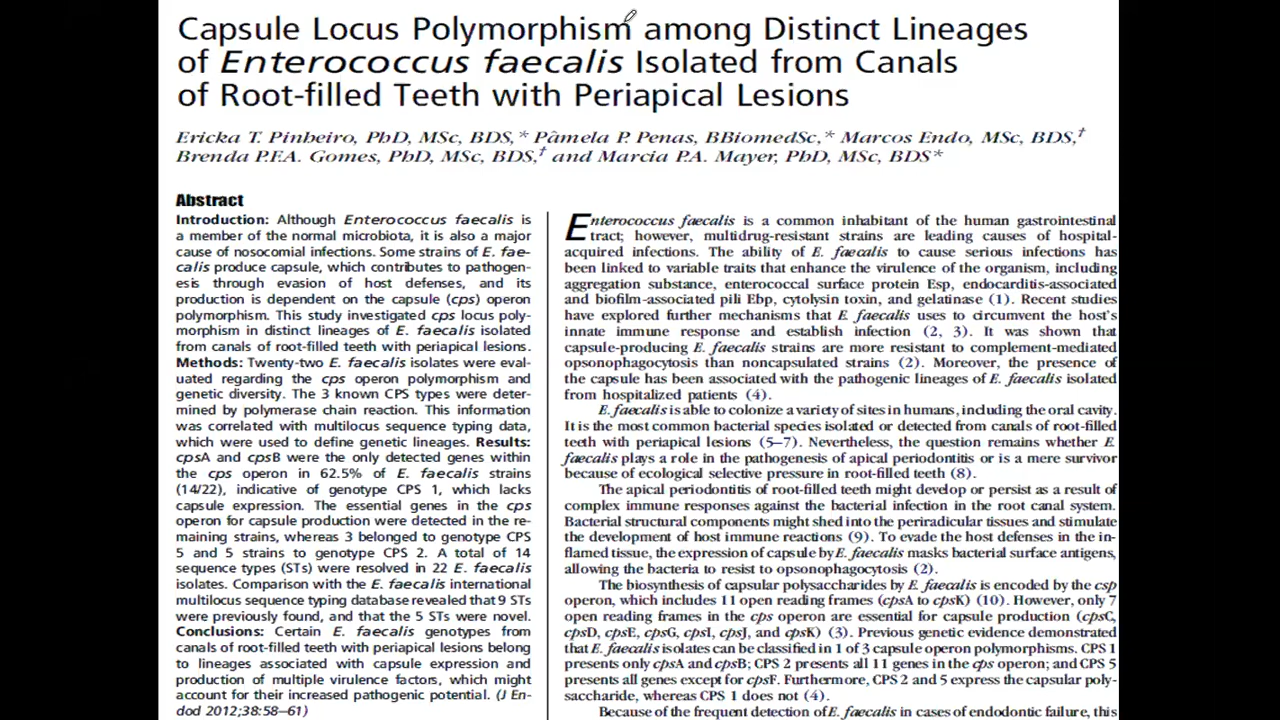 Capsule Locus Polymorphism among Distinct Lineages
of Enterococcus faecalis Isolated from Canals
of Root-filled Teeth with Periapical Lesions
Ericka T. Pinheiro, PhD, MSc, BDS,* Pâmela P. Penas, BBiomedSc,* Marcos Endo, MSc, BDS,†
Brenda P.F.A. Gomes, PhD, MSc, BDS,† and Marcia P.A. Mayer, PhD, MSc, BDS*
Abstract
Introduction: Although Enterococcus faecalis is
a member of the normal microbiota, it is also a major
cause of nosocomial infections. Some strains of E. fae-
calis produce capsule, which contributes to pathogen-
esis through evasion of host defenses, and its
production is dependent on the capsule (cps) operon
polymorphism. This study investigated cps locus poly-
morphism in distinct lineages of E. faecalis isolated
from canals of root-filled teeth with periapical lesions.
Methods: Twenty-two E. faecalis isolates were eval-
uated regarding the cps operon polymorphism and
genetic diversity. The 3 known CPS types were deter-
mined by polymerase chain reaction. This information
was correlated with multilocus sequence typing data,
which were used to define genetic lineages. Results:
cpsA and cpsB were the only detected genes within
the cps operon in 62.5% of E. faecalis strains
(14/22), indicative of genotype CPS 1, which lacks
capsule expression. The essential genes in the cps
operon for capsule production were detected in the re-
maining strains, whereas 3 belonged to genotype CPS
5 and 5 strains to genotype CPS 2. A total of 14
sequence types (STs) were resolved in 22 E. faecalis
isolates. Comparison with the E. faecalis international
multilocus sequence typing database revealed that 9 STs
were previously found, and that the 5 STs were novel.
Conclusions: Certain E. faecalis genotypes from
canals of root-filled teeth with periapical lesions belong
to lineages associated with capsule expression and
production of multiple virulence factors, which might
account for their increased pathogenic potential. (J En-
dod 2012;38:58–61)
Enterococcus faecalis is a common inhabitant of the human gastrointestinal
tract; however, multidrug-resistant strains are leading causes of hospital-
acquired infections. The ability of E. faecalis to cause serious infections has
been linked to variable traits that enhance the virulence of the organism, including
aggregation substance, enterococcal surface protein Esp, endocarditis-associated
and biofilm-associated pili Ebp, cytolysin toxin, and gelatinase (1). Recent studies
have explored further mechanisms that E. faecalis uses to circumvent the host's
innate immune response and establish infection (2, 3). It was shown that
capsule-producing E. faecalis strains are more resistant to complement-mediated
opsonophagocytosis than noncapsulated strains (2). Moreover, the presence of
the capsule has been associated with the pathogenic lineages of E. faecalis isolated
from hospitalized patients (4).
E. faecalis is able to colonize a variety of sites in humans, including the oral cavity.
It is the most common bacterial species isolated or detected from canals of root-filled
teeth with periapical lesions (5–7). Nevertheless, the question remains whether E.
faecalis plays a role in the pathogenesis of apical periodontitis or is a mere survivor
because of ecological selective pressure in root-filled teeth (8).
The apical periodontitis of root-filled teeth might develop or persist as a result of
complex immune responses against the bacterial infection in the root canal system.
Bacterial structural components might shed into the periradicular tissues and stimulate
the development of host immune reactions (9). To evade the host defenses in the in-
flamed tissue, the expression of capsule by E. faecalis masks bacterial surface antigens,
allowing the bacteria to resist to opsonophagocytosis (2).
The biosynthesis of capsular polysaccharides by E. faecalis is encoded by the csp
operon, which includes 11 open reading frames (cpsA to cpsK) (10). However, only 7
open reading frames in the cps operon are essential for capsule production (cpsC,
cpsD, cpsE, cpsG, cpsI, cpsJ, and cpsK) (3). Previous genetic evidence demonstrated
that E. faecalis isolates can be classified in 1 of 3 capsule operon polymorphisms. CPS 1
presents only cpsA and cpsB; CPS 2 presents all 11 genes in the cps operon; and CPS 5
presents all genes except for cpsF. Furthermore, CPS 2 and 5 express the capsular poly-
saccharide, whereas CPS 1 does not (4).
Because of the frequent detection of E. faecalis in cases of endodontic failure, this